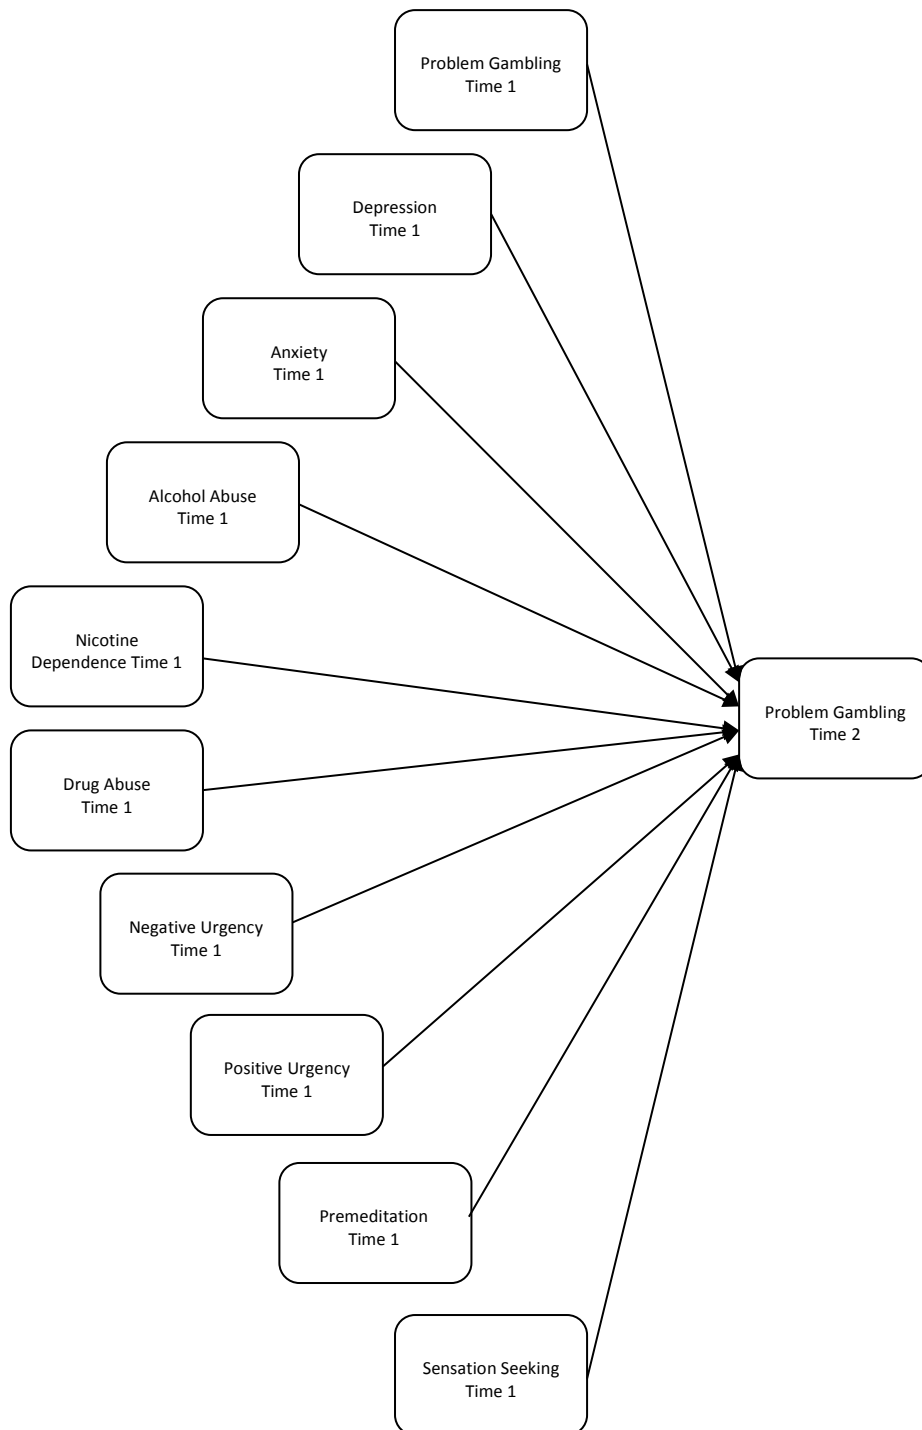 Problem Gambling
Time 1
Depression
Time 1
Anxiety
Time 1
Alcohol Abuse
Time 1
Nicotine
Dependence Time 1
Problem Gambling
Time 2
Drug Abuse
Time 1
Negative Urgency
Time 1
Positive Urgency
Time 1
Premeditation
Time 1
Sensation Seeking
Time 1